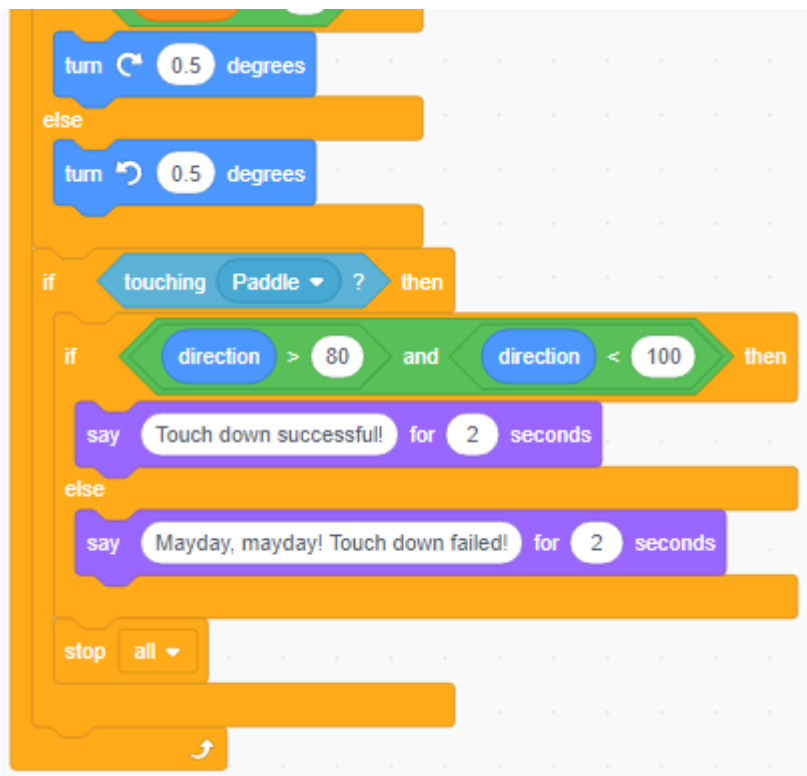 turn 0.5 degrees
else
turn 0.5 degrees
if touching Paddle ? then
if direction > 80 and direction < 100 then
say Touch down successful! for 2 seconds
else
say Mayday, mayday! Touch down failed! for 2 seconds
stop all